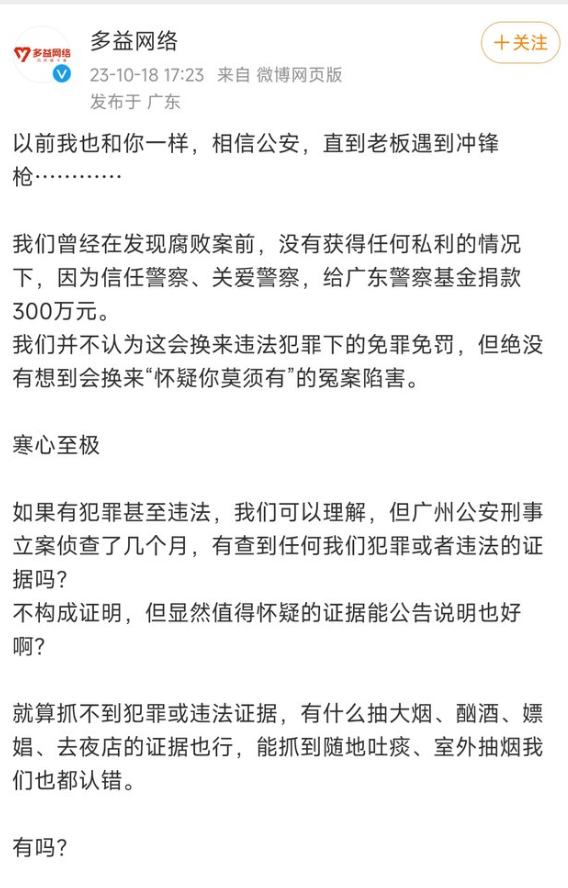 多益网络
+关注
多益网络
23-10-18 17:23 来自 微博网页版
发布于 广东
以前我也和你一样，相信公安，直到老板遇到冲锋
枪…………
我们曾经在发现腐败案前，没有获得任何私利的情况
下，因为信任警察、关爱警察，给广东警察基金捐款
300万元。
我们并不认为这会换来违法犯罪下的免罪免罚，但绝没
有想到会换来“怀疑你莫须有”的冤案陷害。
寒心至极
如果有犯罪甚至违法，我们可以理解，但广州公安刑事
立案侦查了几个月，有查到任何我们犯罪或者违法的证
据吗？
不构成证明，但显然值得怀疑的证据能公告说明也好
啊？
就算抓不到犯罪或违法证据，有什么抽大烟、酗酒、嫖
娼、去夜店的证据也行，能抓到随地吐痰、室外抽烟我
们也都认错。
有吗？